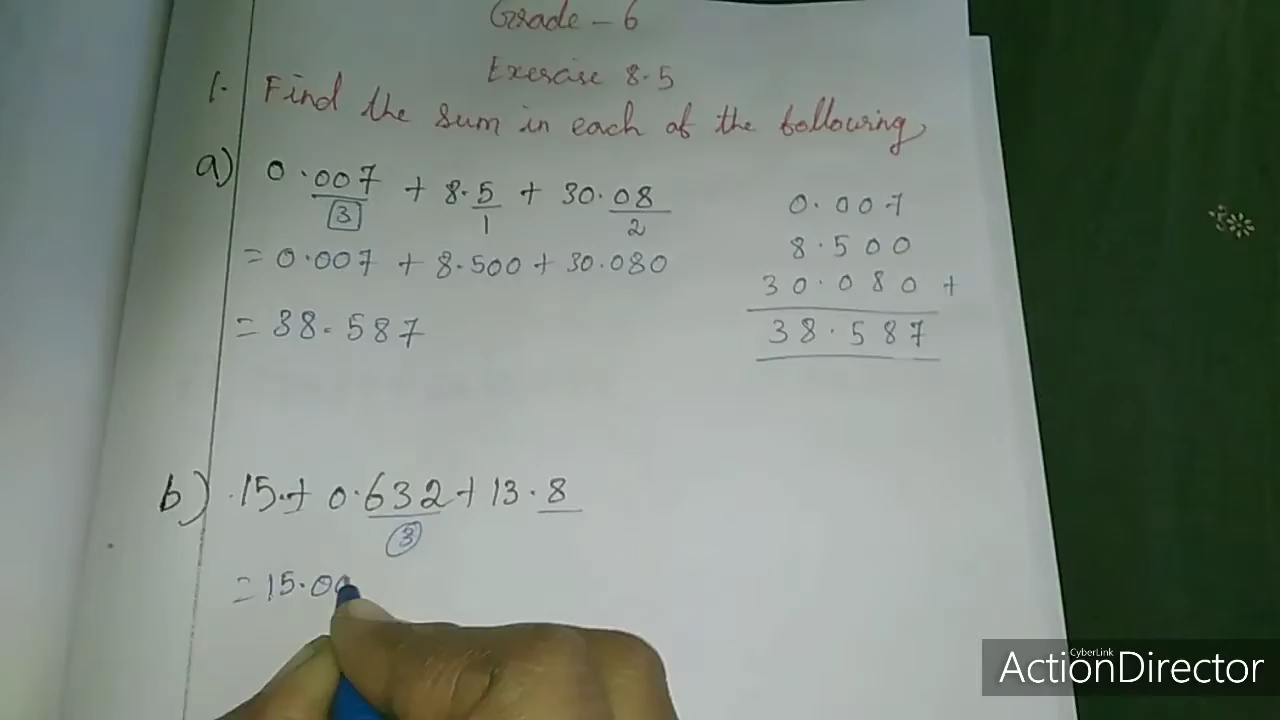 Grade - 6
Exercise 8.5
1. Find the sum in each of the following
a) 0.007 + 8.5 + 30.08
3 1 2
= 0.007 + 8.500 + 30.080
= 38.587
0.007
8.500
30.080 +
38.587
b) 15.+ 0.632 + 13.8
3
= 15.00
CyberLink
ActionDirector